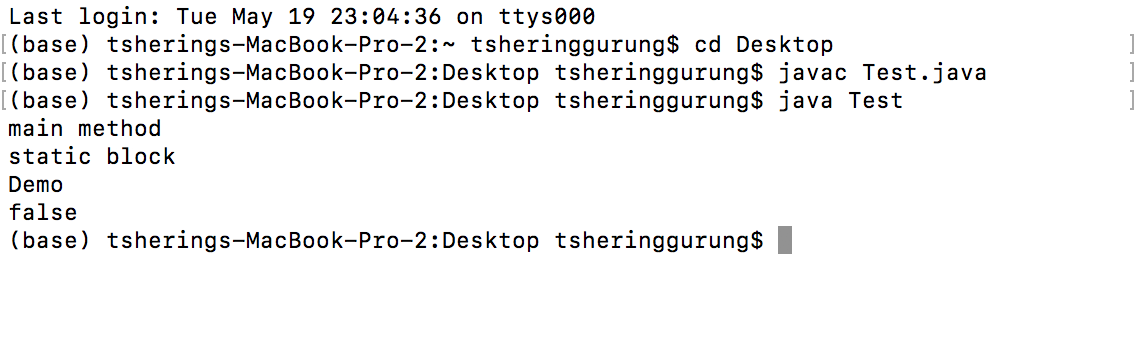 Last login: Tue May 19 23:04:36 on ttys000
[(base) tsherings-MacBook-Pro-2:~ tsheringgurung$ cd Desktop ]
[(base) tsherings-MacBook-Pro-2:Desktop tsheringgurung$ javac Test.java ]
[(base) tsherings-MacBook-Pro-2:Desktop tsheringgurung$ java Test ]
main method
static block
Demo
false
(base) tsherings-MacBook-Pro-2:Desktop tsheringgurung$